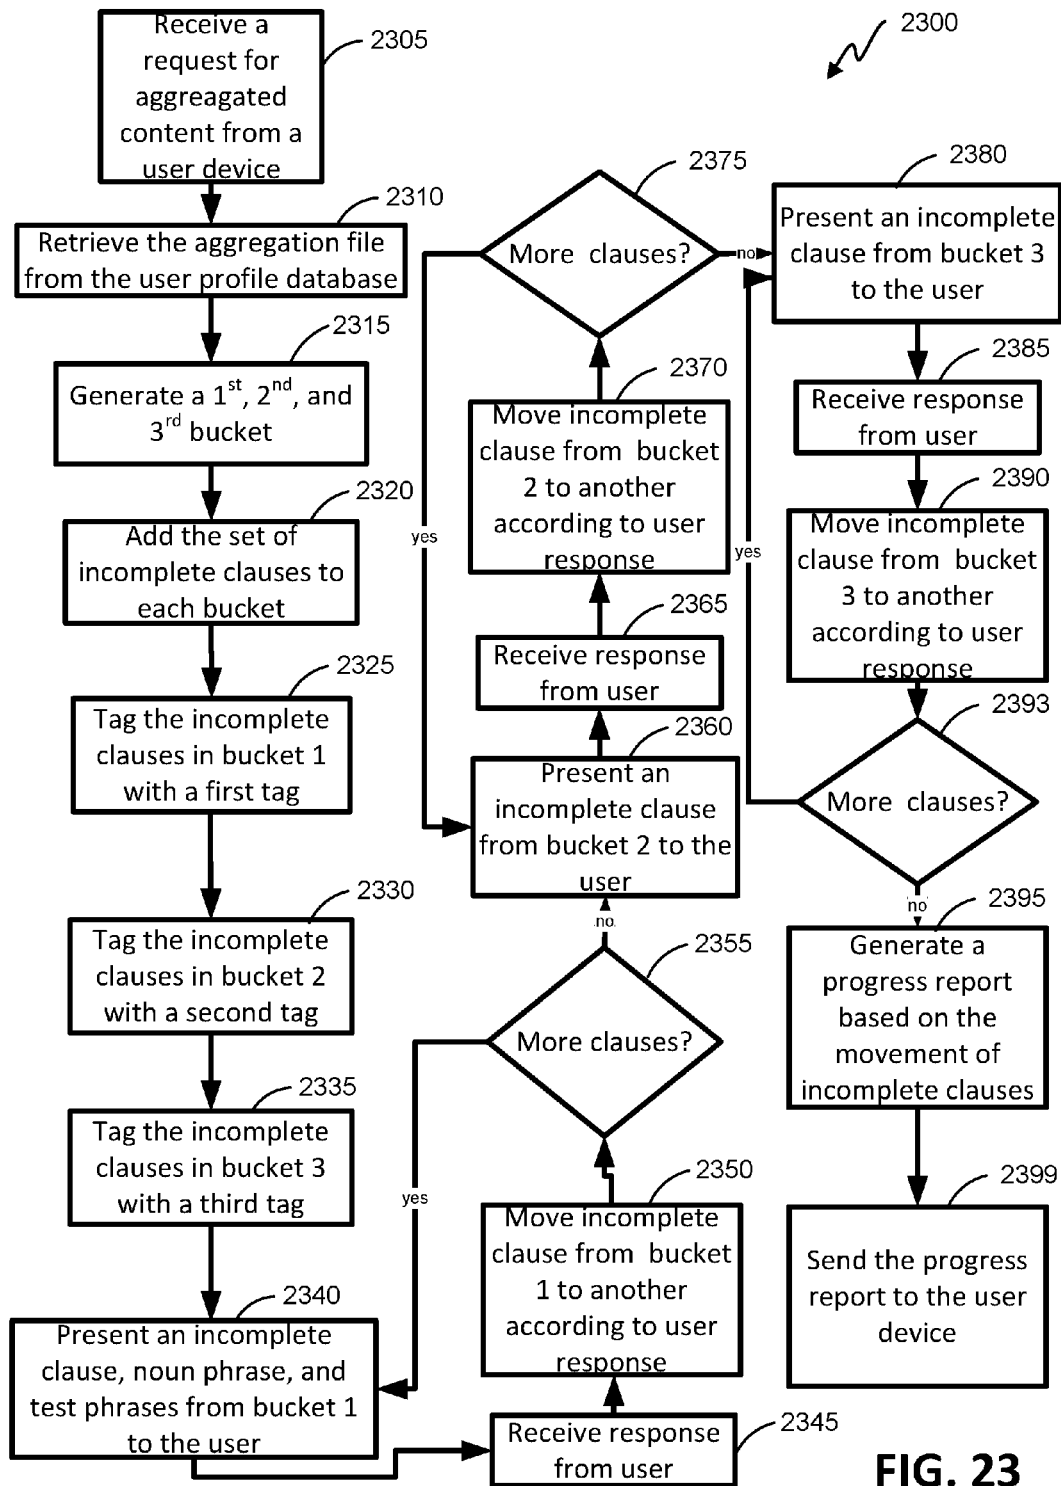 2300
Receive a
request for
aggreagated
content from a
user device
2305
Retrieve the aggregation file
from the user profile database
2310
Generate a 1st, 2nd, and
3rd bucket
2315
Add the set of
incomplete clauses to
each bucket
2320
Tag the incomplete
clauses in bucket 1
with a first tag
2325
Tag the incomplete
clauses in bucket 2
with a second tag
2330
Tag the incomplete
clauses in bucket 3
with a third tag
2335
Present an incomplete
clause, noun phrase, and
test phrases from bucket 1
to the user
2340
Receive response
from user
2345
Move incomplete
clause from bucket
1 to another
according to user
response
2350
More clauses?
2355
yes
no
Present an
incomplete clause
from bucket 2 to the
user
2360
Receive response
from user
2365
Move incomplete
clause from bucket
2 to another
according to user
response
2370
More clauses?
2375
yes
no
Present an incomplete
clause from bucket 3
to the user
2380
Receive response
from user
2385
Move incomplete
clause from bucket
3 to another
according to user
response
2390
More clauses?
2393
yes
no
Generate a
progress report
based on the
movement of
incomplete clauses
2395
Send the progress
report to the user
device
2399
FIG. 23